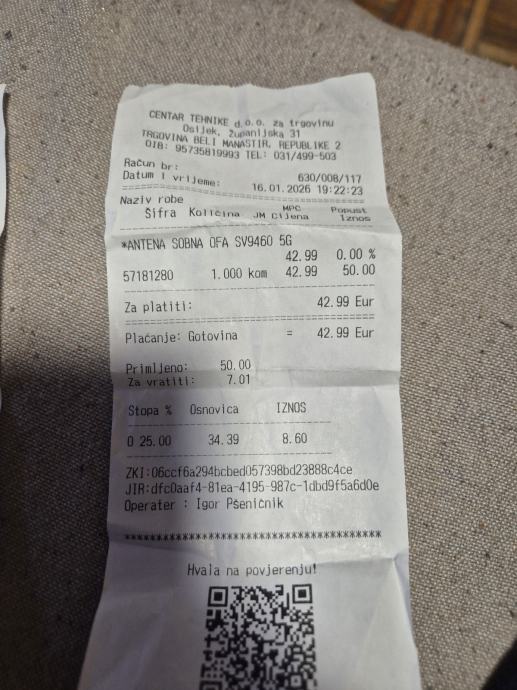 CENTAR TEHNIKE d.o.o. za trgovinu
Osijek, Županijska 31
TRGOVINA BELI MANASTIR, REPUBLIKE 2
OIB: 95735819993 TEL: 031/499-503
Račun br: 630/008/117
Datum i vrijeme: 16.01.2026 19:22:23
Naziv robe MPC Popust
Šifra Količina JM Cijena Iznos
*ANTENA SOBNA OFA SV9460 5G
42.99 0.00 %
57181280 1.000 kom 42.99 50.00
Za platiti: 42.99 Eur
Plaćanje: Gotovina = 42.99 Eur
Primljeno: 50.00
Za vratiti: 7.01
Stopa % Osnovica IZNOS
O 25.00 34.39 8.60
ZKI:06ccf6a294bcbed057398bd23888c4ce
JIR:dfc0aaf4-81ea-4195-987c-1dbd9f5a6d0e
Operater : Igor Pšeničnik
****************************************
Hvala na povjerenju!